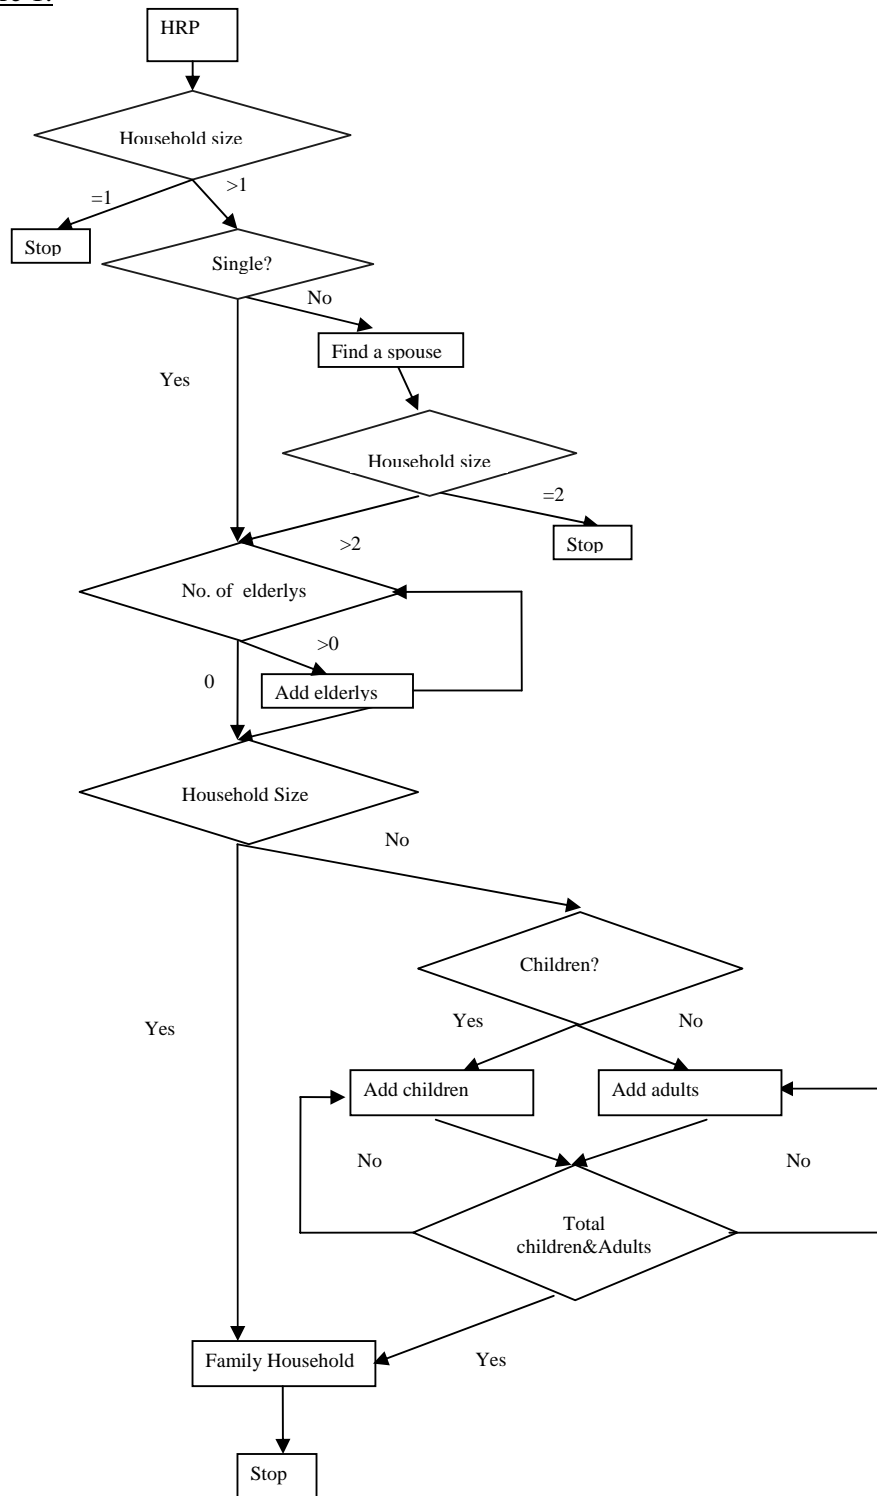 HRP
Household size
=1
>1
Stop
Single?
No
Find a spouse
Yes
Household size
=2
>2
Stop
No. of elderlys
>0
0
Add elderlys
Household Size
No
Children?
Yes
Yes
No
Add children
Add adults
No
No
Total
children&Adults
Family Household
Yes
Stop